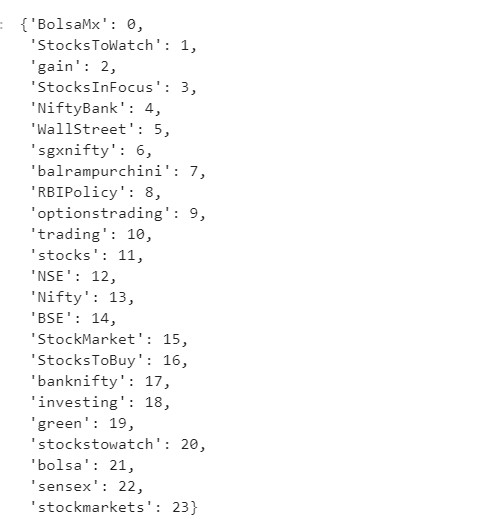 : {'BolsaMx': 0,
'StocksToWatch': 1,
'gain': 2,
'StocksInFocus': 3,
'NiftyBank': 4,
'WallStreet': 5,
'sgxnifty': 6,
'balrampurchini': 7,
'RBIPolicy': 8,
'optionstrading': 9,
'trading': 10,
'stocks': 11,
'NSE': 12,
'Nifty': 13,
'BSE': 14,
'StockMarket': 15,
'StocksToBuy': 16,
'banknifty': 17,
'investing': 18,
'green': 19,
'stockstowatch': 20,
'bolsa': 21,
'sensex': 22,
'stockmarkets': 23}